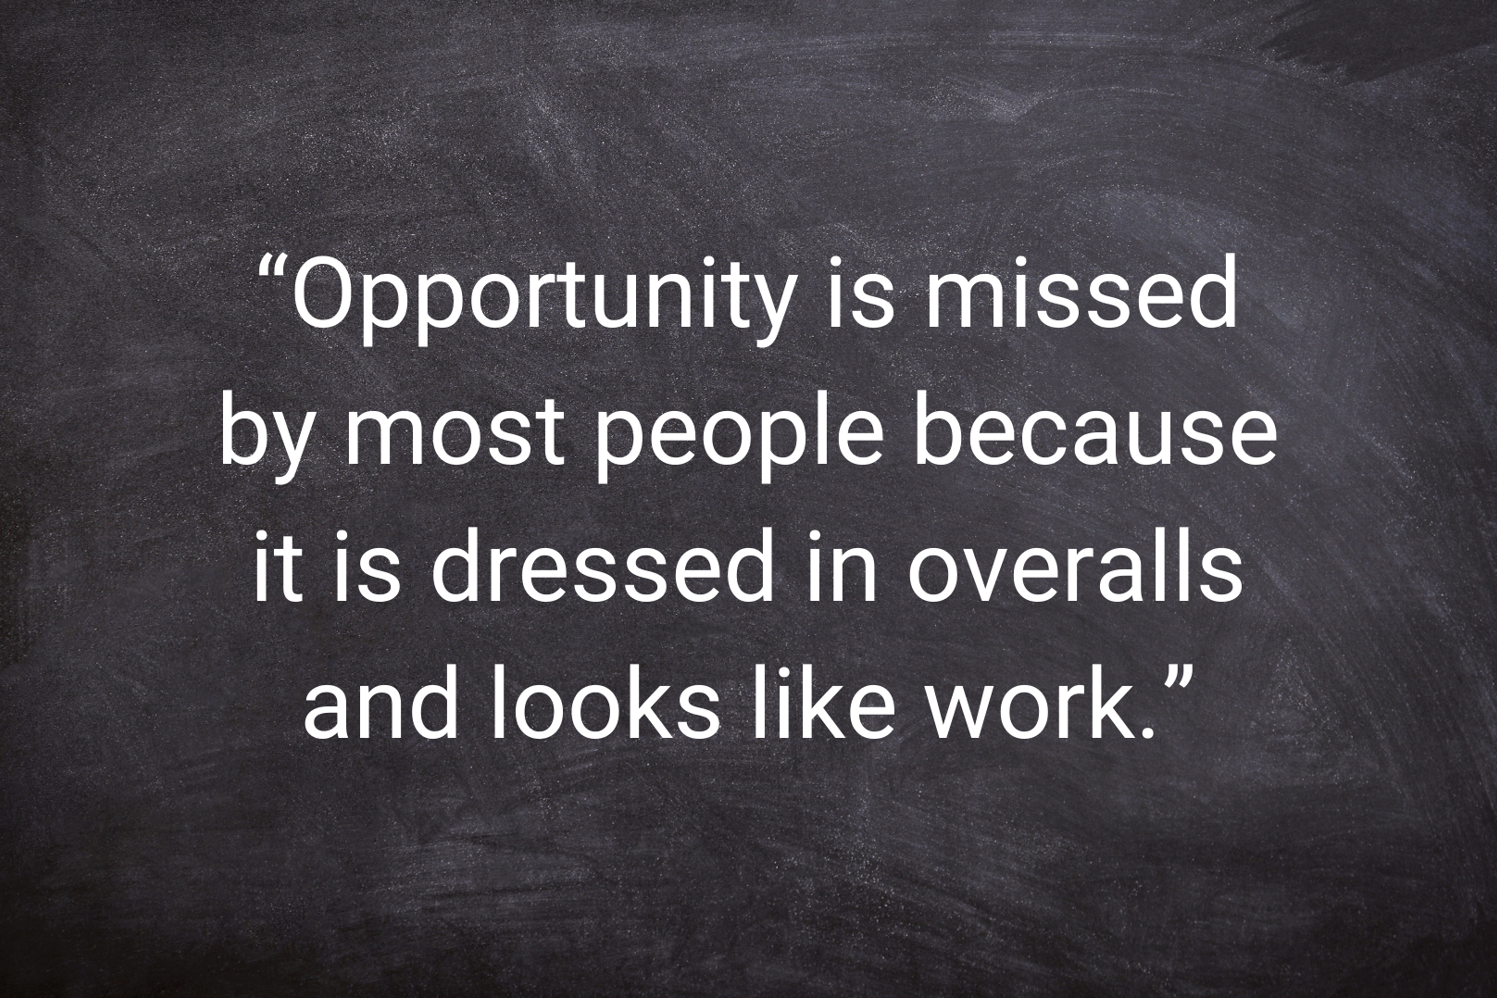 “Opportunity is missed
by most people because
it is dressed in overalls
and looks like work.”